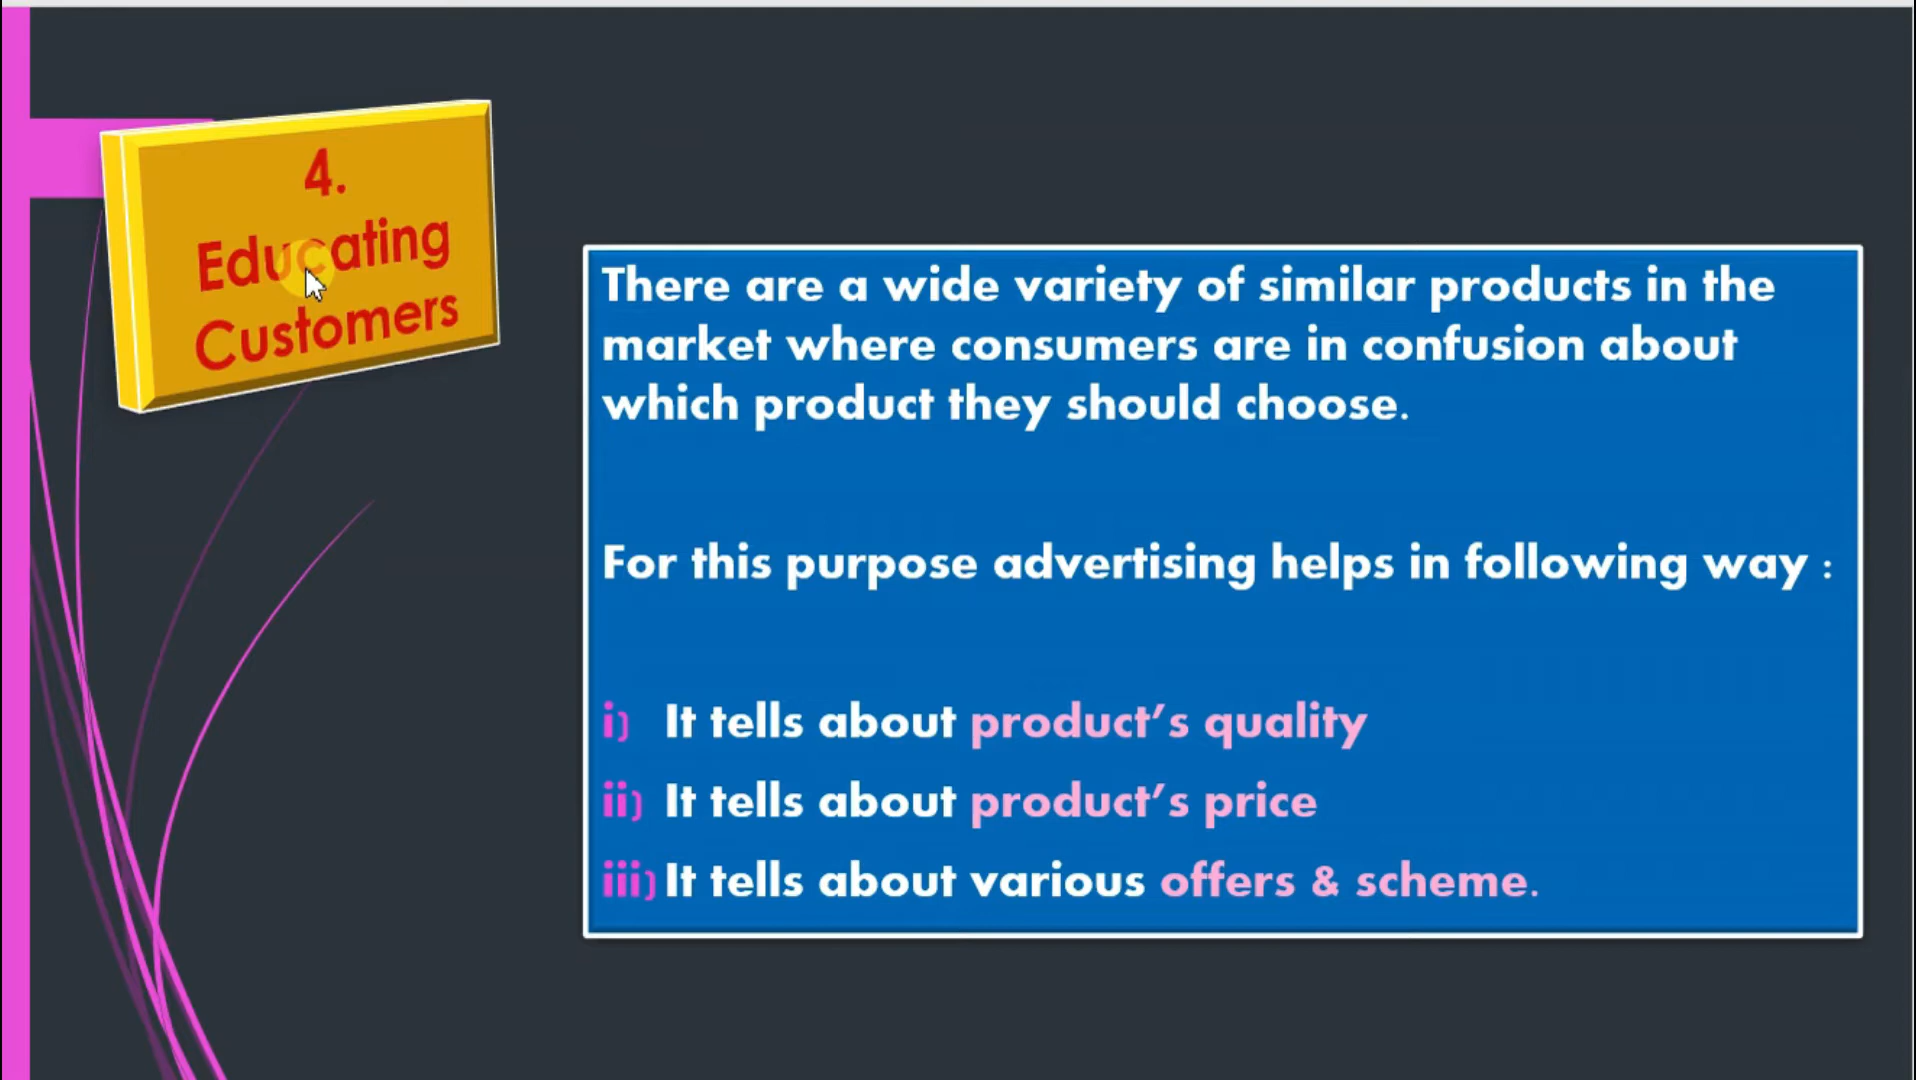 4.
Educating
Customers
There are a wide variety of similar products in the
market where consumers are in confusion about
which product they should choose.
For this purpose advertising helps in following way :
i) It tells about product’s quality
ii) It tells about product’s price
iii) It tells about various offers & scheme.